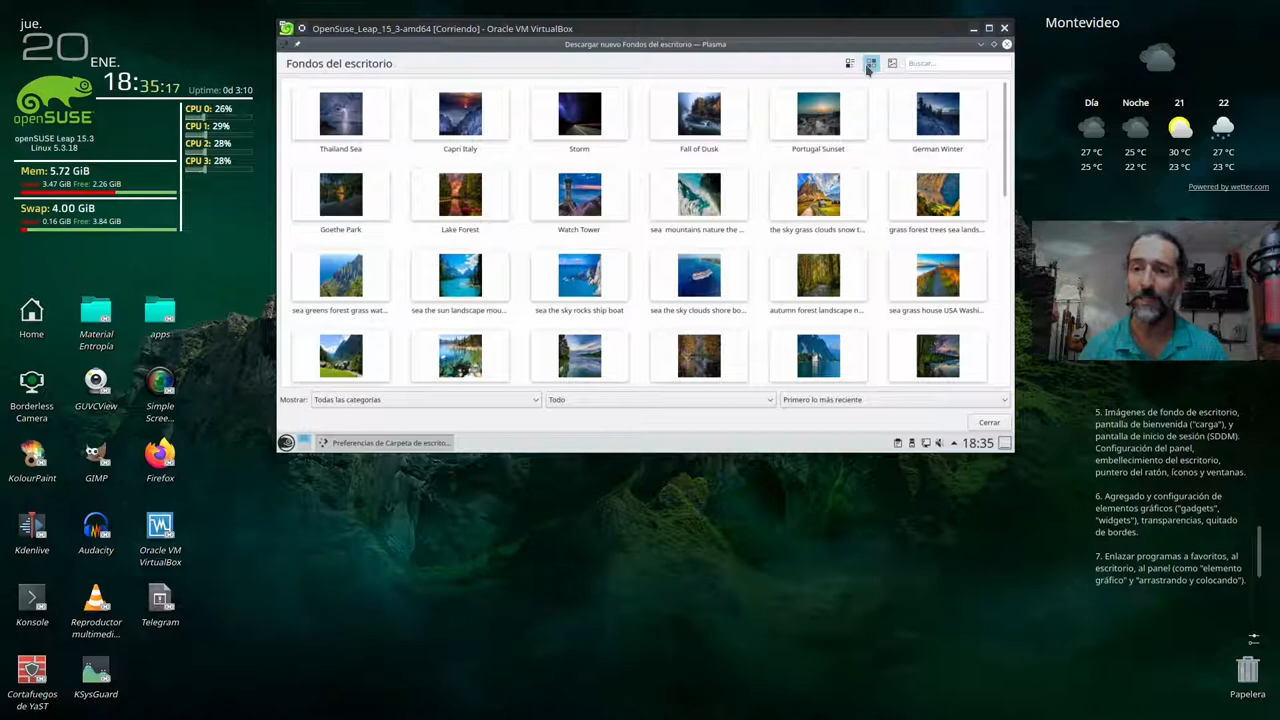 jue.
20
ENE.
18:35:17
Uptime: 0d 3:10
openSUSE
openSUSE Leap 15.3
Linux 5.3.18
CPU 0: 26%
CPU 1: 29%
CPU 2: 28%
CPU 3: 28%
Mem: 5.72 GiB
3.47 GiB Free: 2.26 GiB
Swap: 4.00 GiB
0.16 GiB Free: 3.84 GiB
Home
Material Entropía
apps
Borderless Camera
GUVCView
Simple Scree...
KolourPaint
GIMP
Firefox
Kdenlive
Audacity
Oracle VM VirtualBox
Konsole
Reproductor multimedi...
Telegram
Cortafuegos de YaST
KSysGuard
OpenSuse_Leap_15_3-amd64 [Corriendo] - Oracle VM VirtualBox
Descargar nuevo Fondos del escritorio — Plasma
Fondos del escritorio
Buscar...
Thailand Sea
Capri Italy
Storm
Fall of Dusk
Portugal Sunset
German Winter
Goethe Park
Lake Forest
Watch Tower
sea mountains nature the ...
the sky grass clouds snow t...
grass forest trees sea lands...
sea greens forest grass wat...
sea the sun landscape mou...
sea the sky rocks ship boat
sea the sky clouds shore bo...
autumn forest landscape n...
sea grass house USA Washi...
Mostrar:
Todas las categorías
Todo
Primero lo más reciente
Cerrar
Preferencias de Carpeta de escrito...
18:35
Montevideo
Día
Noche
21
22
27 °C
25 °C
30 °C
27 °C
25 °C
22 °C
23 °C
23 °C
Powered by wetter.com
5. Imágenes de fondo de escritorio,
pantalla de bienvenida ("carga"), y
pantalla de inicio de sesión (SDDM).
Configuración del panel,
embellecimiento del escritorio,
puntero del ratón, íconos y ventanas.
6. Agregado y configuración de
elementos gráficos ("gadgets",
"widgets"), transparencias, quitado
de bordes.
7. Enlazar programas a favoritos, al
escritorio, al panel (como "elemento
gráfico" y "arrastrando y colocando").
Papelera